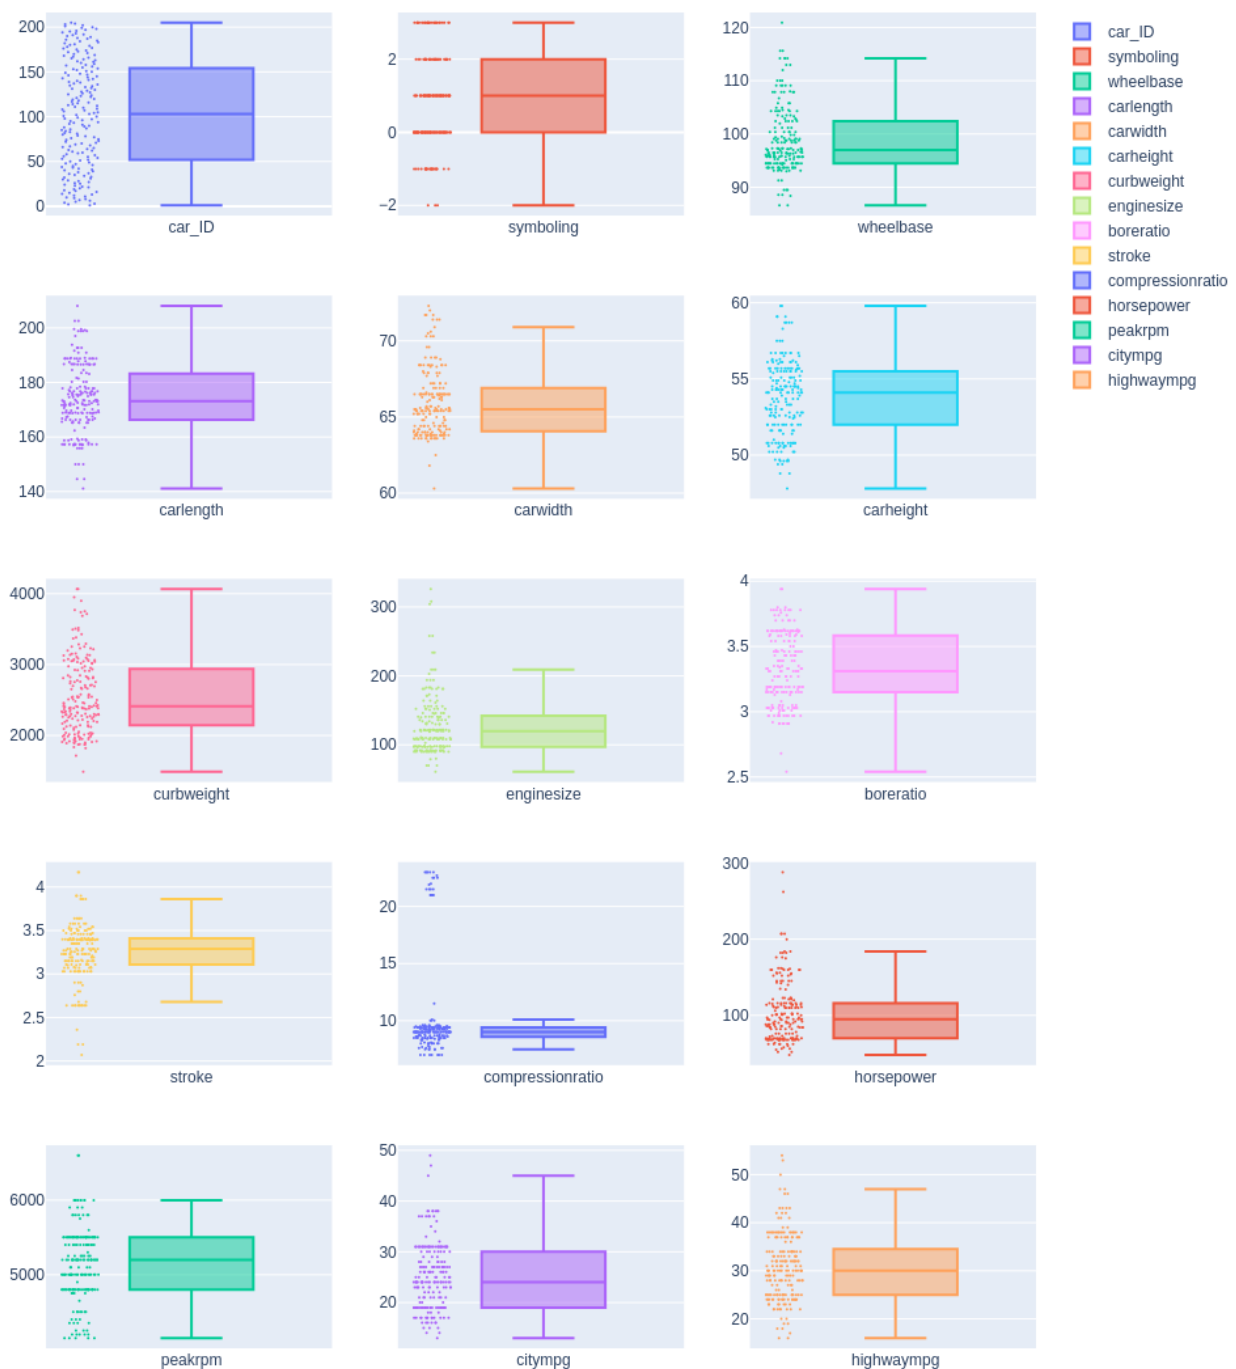 200
150
100
50
0
car_ID
2
0
−2
symboling
120
110
100
90
wheelbase
car_ID
symboling
wheelbase
carlength
carwidth
carheight
curbweight
enginesize
boreratio
stroke
compressionratio
horsepower
peakrpm
citympg
highwaympg
200
180
160
140
carlength
70
65
60
carwidth
60
55
50
carheight
4000
3000
2000
curbweight
300
200
100
enginesize
4
3.5
3
2.5
boreratio
4
3.5
3
2.5
2
stroke
20
15
10
compressionratio
300
200
100
horsepower
6000
5000
peakrpm
50
40
30
20
citympg
50
40
30
20
highwaympg